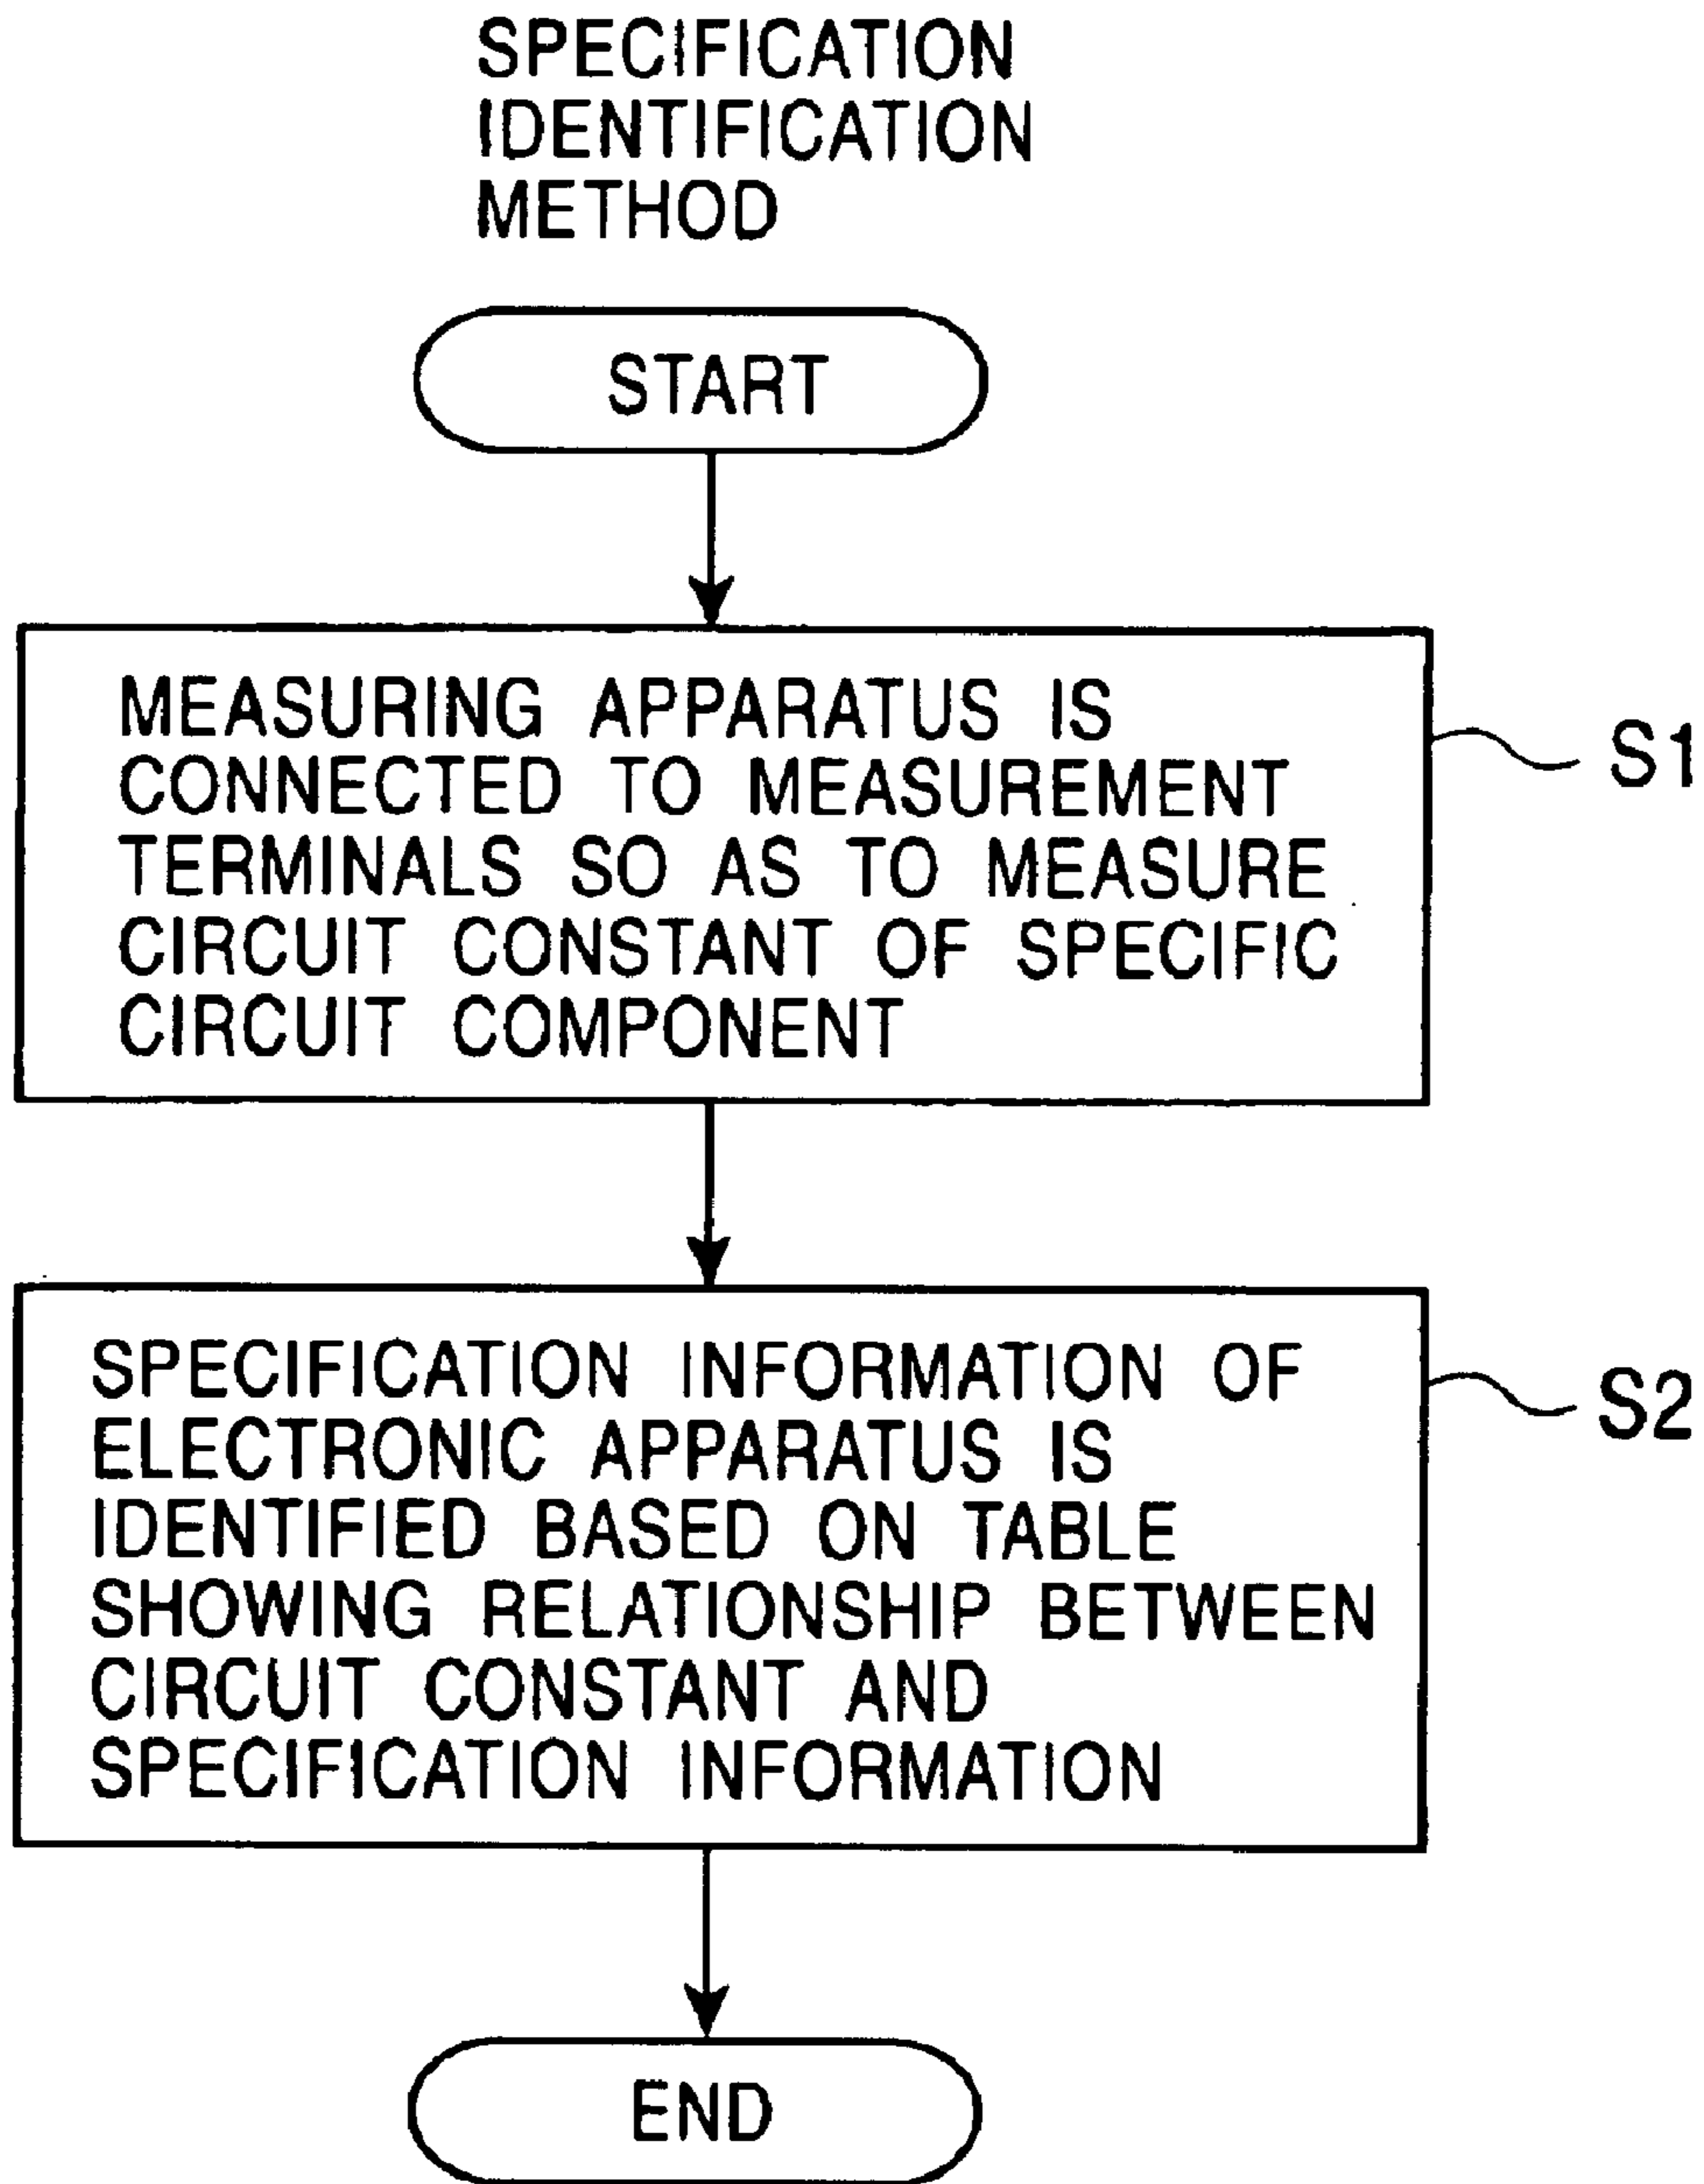 SPECIFICATION
IDENTIFICATION
METHOD
START
MEASURING APPARATUS IS
CONNECTED TO MEASUREMENT
TERMINALS SO AS TO MEASURE
CIRCUIT CONSTANT OF SPECIFIC
CIRCUIT COMPONENT
S1
SPECIFICATION INFORMATION OF
ELECTRONIC APPARATUS IS
IDENTIFIED BASED ON TABLE
SHOWING RELATIONSHIP BETWEEN
CIRCUIT CONSTANT AND
SPECIFICATION INFORMATION
S2
END